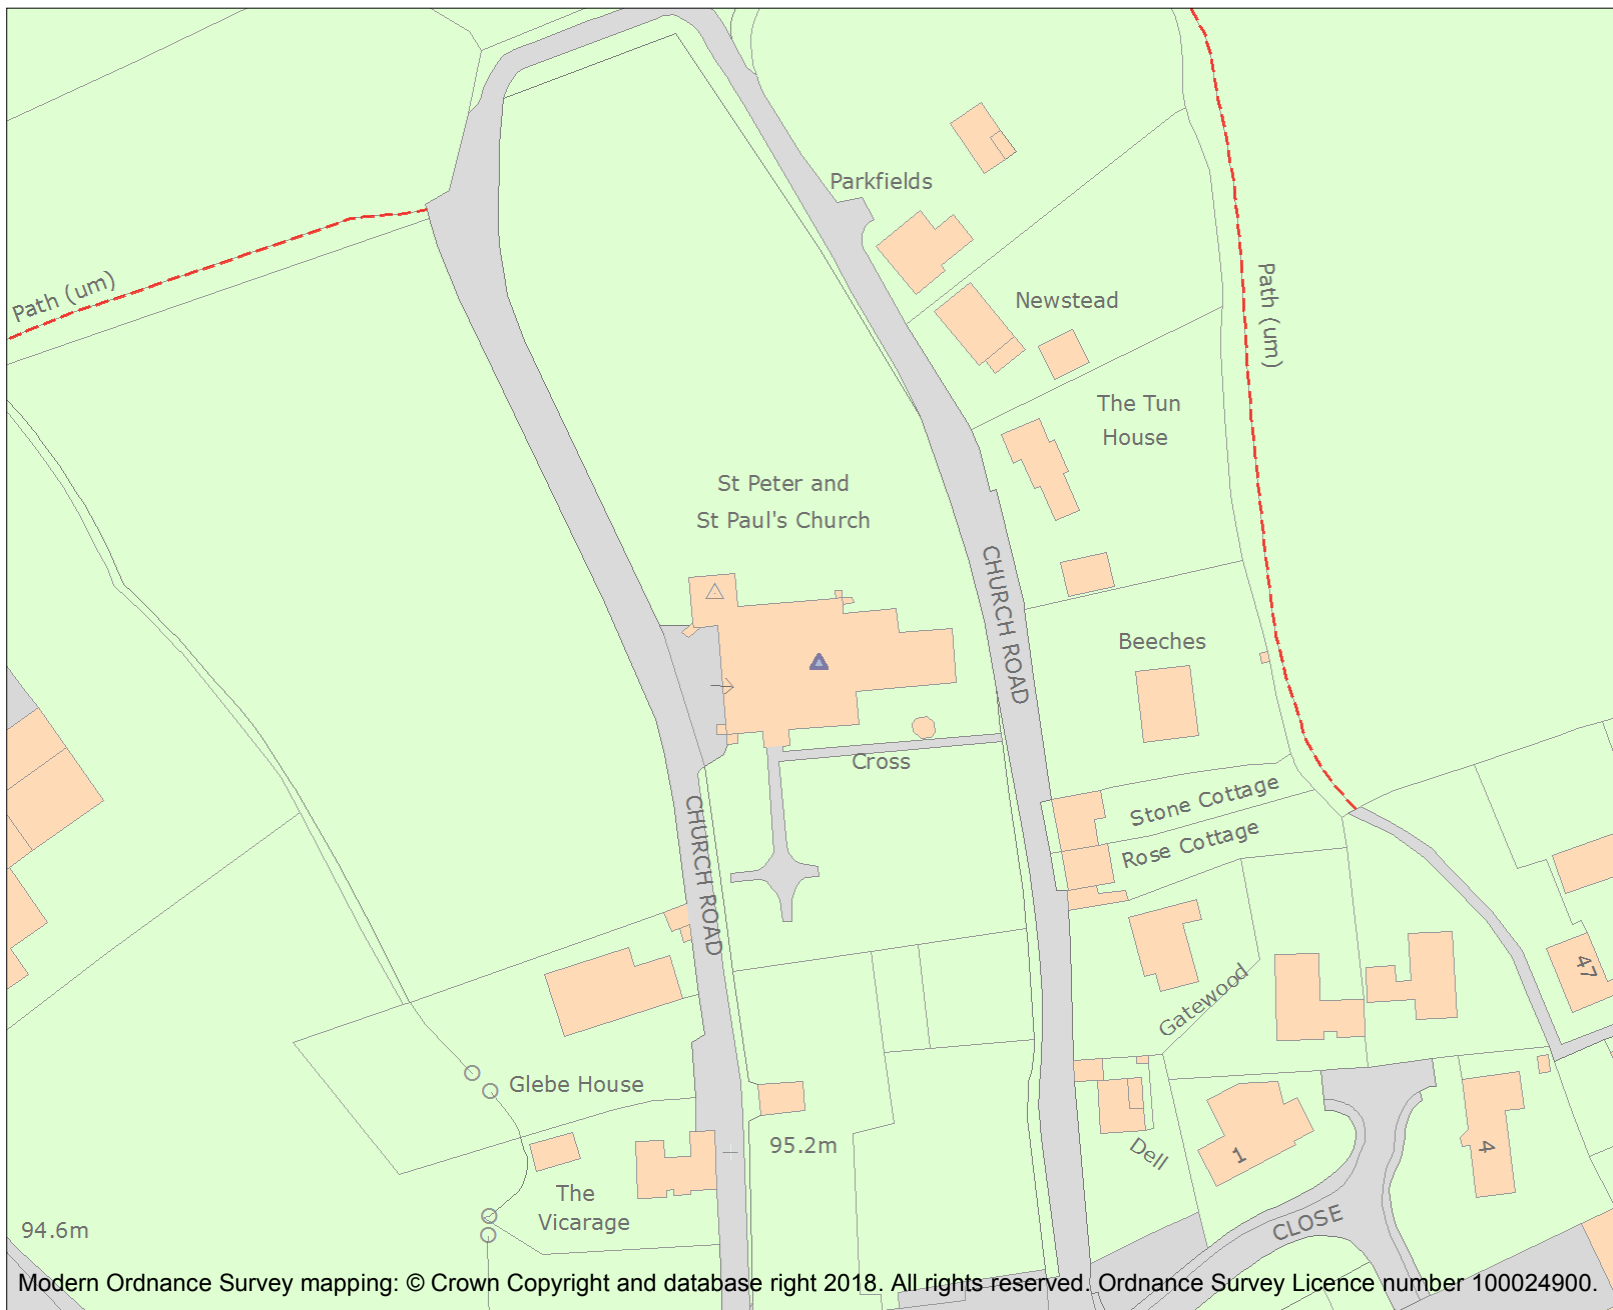 Parkfields
Path (um)
Path (um)
Newstead
The Tun
House
St Peter and
St Paul's Church
CHURCH ROAD
Beeches
Cross
Stone Cottage
Rose Cottage
CHURCH ROAD
47
Gatewood
Glebe House
95.2m
Dell
1
4
The
Vicarage
94.6m
CLOSE
Modern Ordnance Survey mapping: © Crown Copyright and database right 2018. All rights reserved. Ordnance Survey Licence number 100024900.